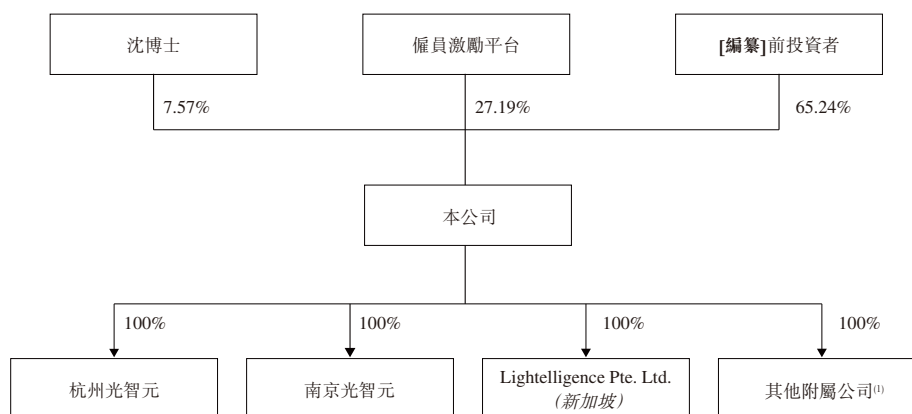 沈博士
僱員激勵平台
[編纂]前投資者
7.57%
27.19%
65.24%
本公司
100%
100%
100%
100%
杭州光智元
南京光智元
Lightelligence Pte. Ltd.
(新加坡)
其他附屬公司(1)